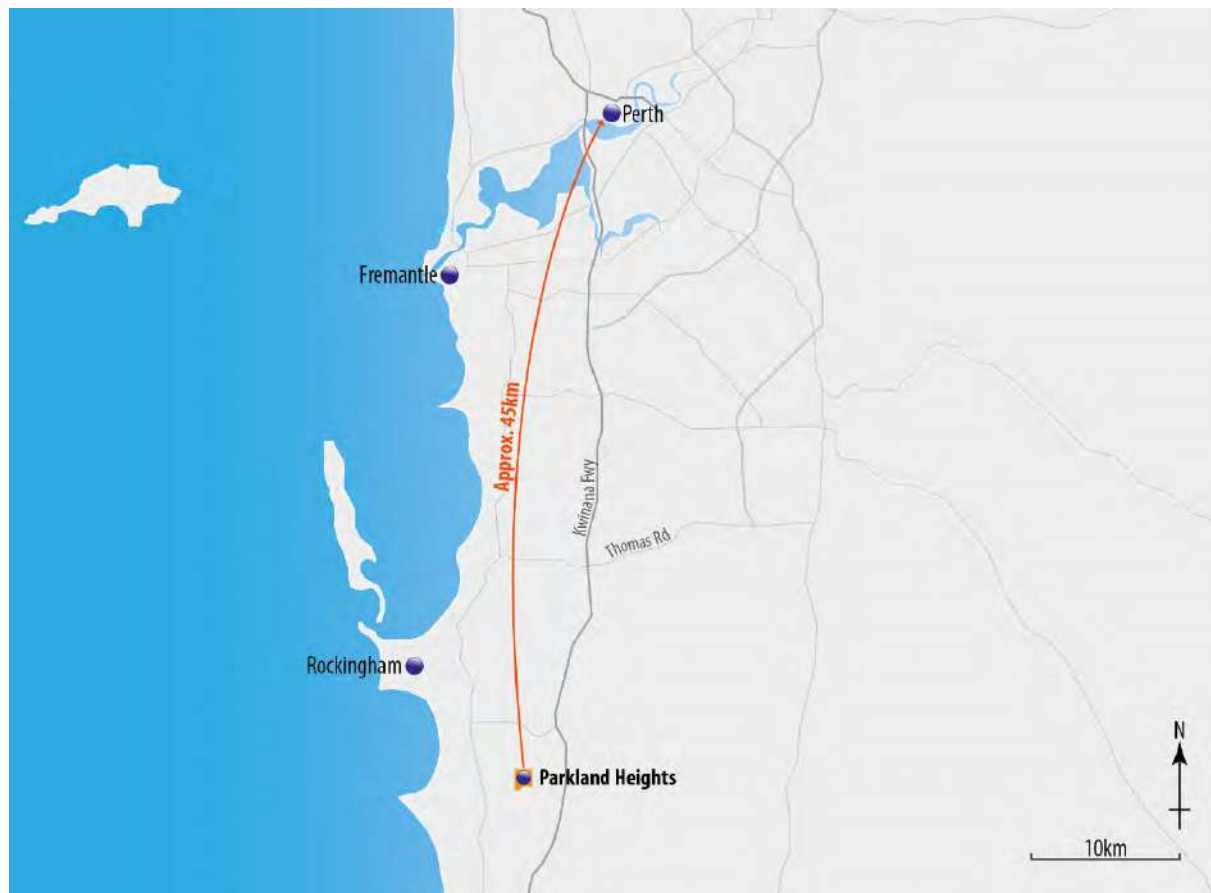 Perth
Fremantle
Approx. 45km
Kwinana Fwy
Thomas Rd
Rockingham
N
Parkland Heights
10km